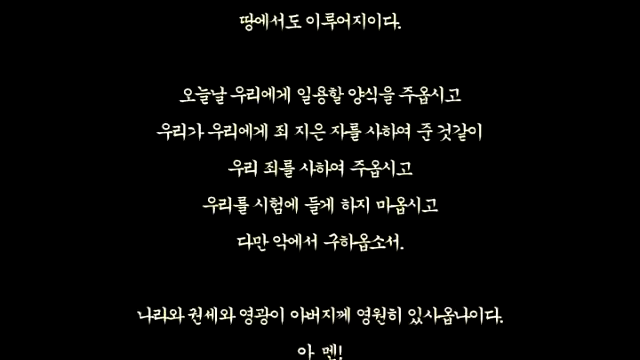 땅에서도 이루어지이다.
오늘날 우리에게 일용할 양식을 주옵시고
우리가 우리에게 죄 지은 자를 사하여 준 것같이
우리 죄를 사하여 주옵시고
우리를 시험에 들게 하지 마옵시고
다만 악에서 구하옵소서.
나라와 권세와 영광이 아버지께 영원히 있사옵나이다.
아 멘!